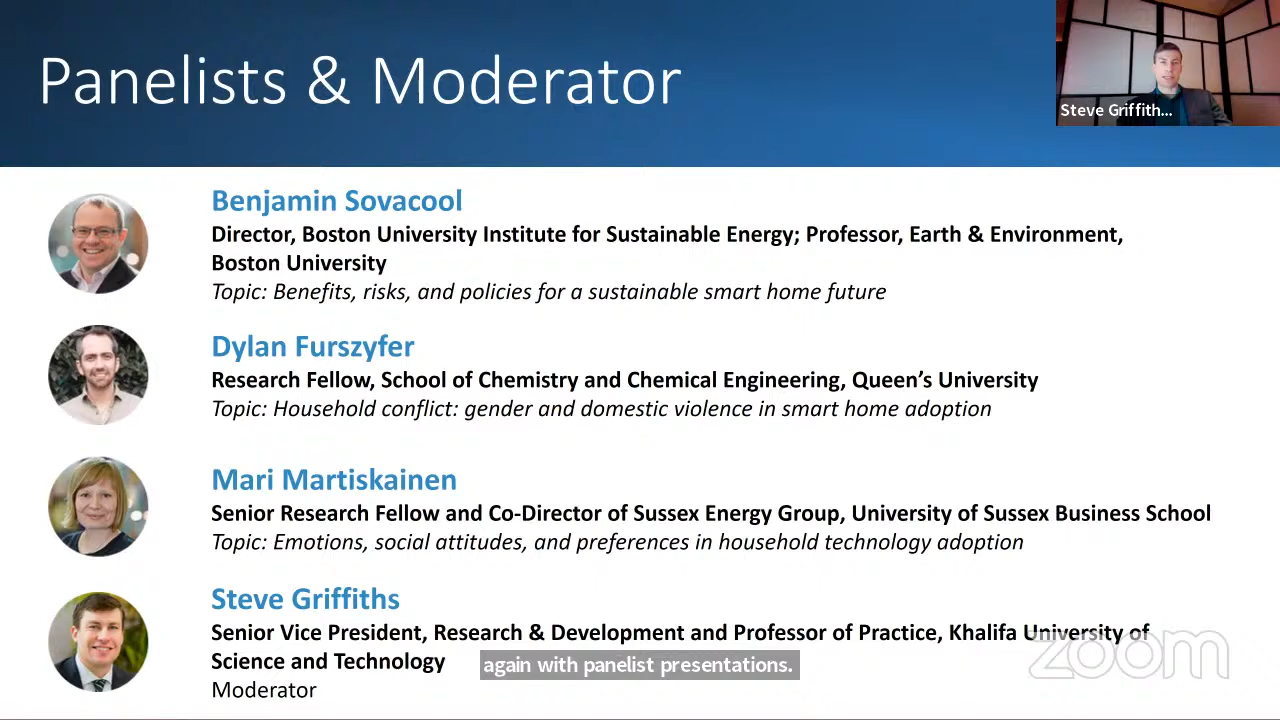 Panelists & Moderator
Steve Griffith...
Benjamin Sovacool
Director, Boston University Institute for Sustainable Energy; Professor, Earth & Environment,
Boston University
Topic: Benefits, risks, and policies for a sustainable smart home future
Dylan Furszyfer
Research Fellow, School of Chemistry and Chemical Engineering, Queen’s University
Topic: Household conflict: gender and domestic violence in smart home adoption
Mari Martiskainen
Senior Research Fellow and Co-Director of Sussex Energy Group, University of Sussex Business School
Topic: Emotions, social attitudes, and preferences in household technology adoption
Steve Griffiths
Senior Vice President, Research & Development and Professor of Practice, Khalifa University of
Science and Technology
again with panelist presentations.
zoom
Moderator